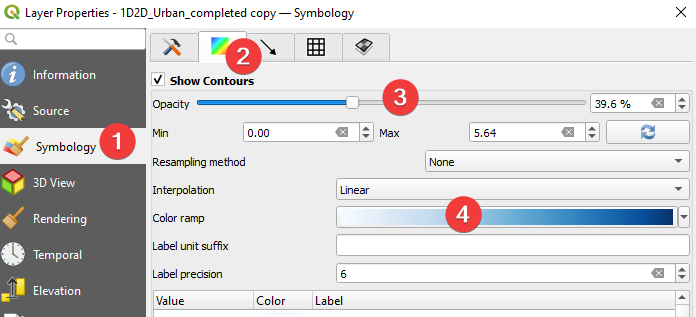 Layer Properties - 1D2D_Urban_completed copy — Symbology
2
Show Contours
Information
Opacity
3
39.6 %
Source
Min
0.00
Max
5.64
Symbology
1
Resampling method
None
3D View
Interpolation
Linear
Rendering
Color ramp
4
Label unit suffix
Temporal
Label precision
6
Elevation
Value
Color
Label